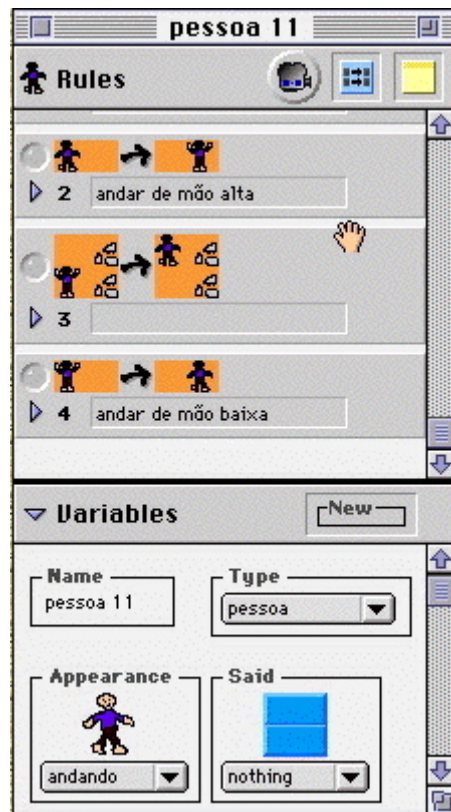 pessoa 11
Rules
2 andar de mão alta
3
4 andar de mão baixa
Variables
New
Name
pessoa 11
Type
pessoa
Appearance
andando
Said
nothing